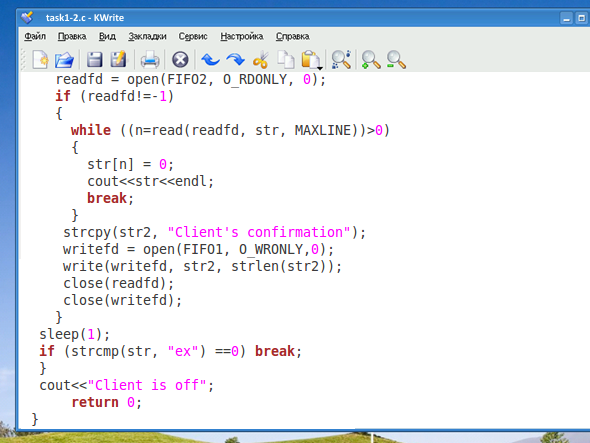 task1-2.c - KWrite
Файл Правка Вид Закладки Сервис Настройка Справка
readfd = open(FIFO2, O_RDONLY, 0);
if (readfd!=-1)
{
while ((n=read(readfd, str, MAXLINE))>0)
{
str[n] = 0;
cout<<str<<endl;
break;
}
strcpy(str2, "Client's confirmation");
writefd = open(FIFO1, O_WRONLY,0);
write(writefd, str2, strlen(str2));
close(readfd);
close(writefd);
}
sleep(1);
if (strcmp(str, "ex") ==0) break;
}
cout<<"Client is off";
return 0;
}